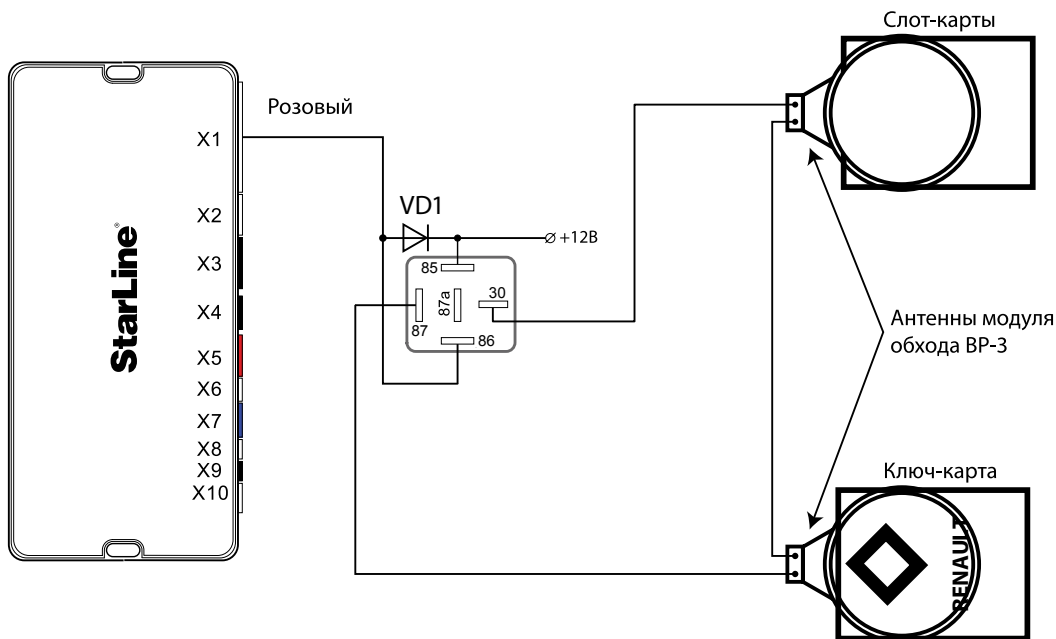 Слот-карты
Розовый
X1
X2
X3
X4
X5
X6
X7
X8
X9
X10
StarLine®
VD1
+12В
85
30
87a
87
86
Антенны модуля
обхода BP-3
Ключ-карта
RENAULT